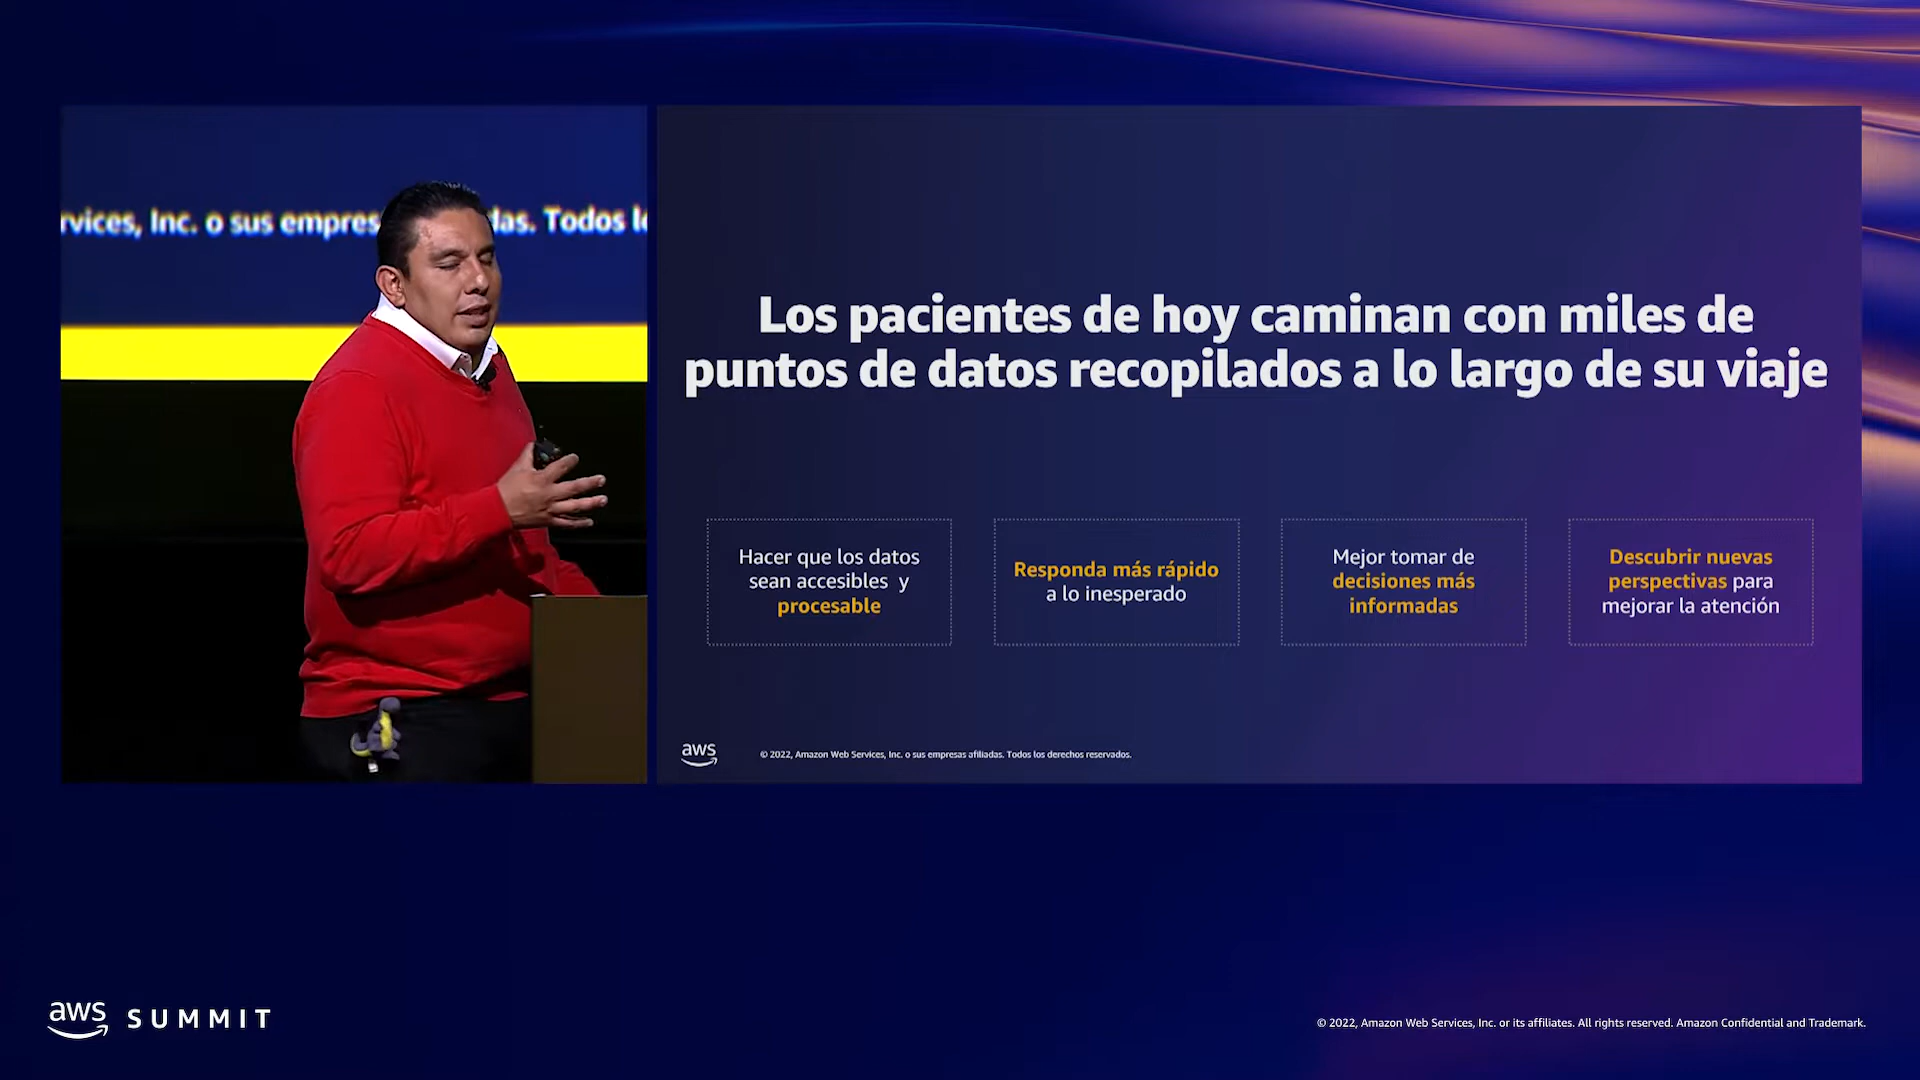 rvices, Inc. o sus empres das. Todos l
Los pacientes de hoy caminan con miles de
puntos de datos recopilados a lo largo de su viaje
Hacer que los datos
sean accesibles y
procesable
Responda más rápido
a lo inesperado
Mejor tomar de
decisiones más
informadas
Descubrir nuevas
perspectivas para
mejorar la atención
aws
© 2022, Amazon Web Services, Inc. o sus empresas afiliadas. Todos los derechos reservados.
aws SUMMIT
© 2022, Amazon Web Services, Inc. or its affiliates. All rights reserved. Amazon Confidential and Trademark.